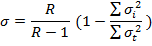 σ = R / (R − 1) (1 − ∑ σᵢ² / ∑ σₜ²)